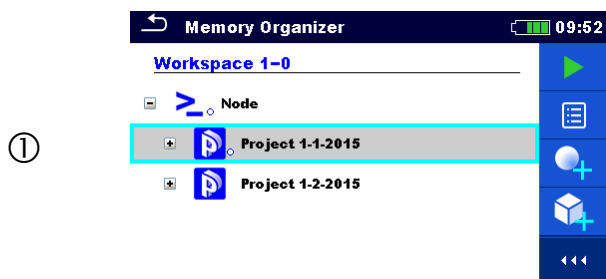 Memory Organizer 09:52
Workspace 1-0
Node
① Project 1-1-2015
Project 1-2-2015